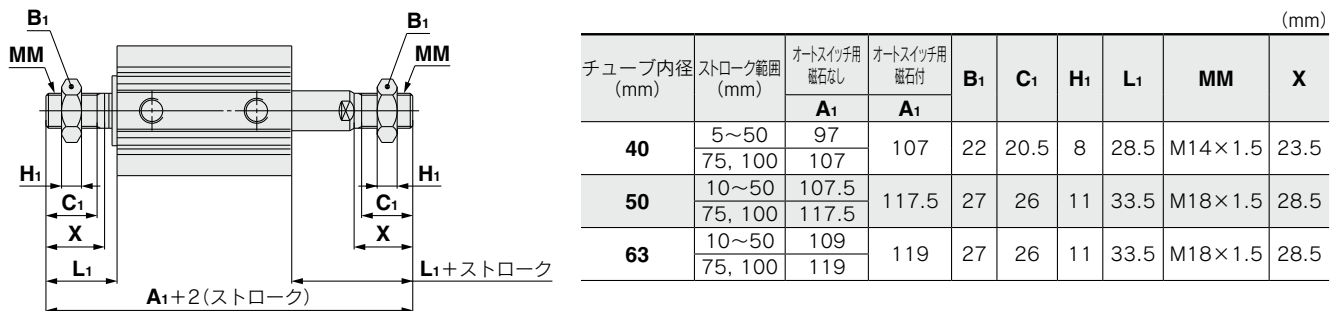 B1
B1
MM
MM
H1
H1
C1
C1
X
X
L1
L1+ストローク
A1+2(ストローク)
(mm)
チューブ内径
(mm)
ストローク範囲
(mm)
オートスイッチ用
磁石なし
オートスイッチ用
磁石付
B1 C1 H1 L1 MM X
A1 A1
40 5~50 97 107 22 20.5 8 28.5 M14×1.5 23.5
75, 100 107
50 10~50 107.5 117.5 27 26 11 33.5 M18×1.5 28.5
75, 100 117.5
63 10~50 109 119 27 26 11 33.5 M18×1.5 28.5
75, 100 119